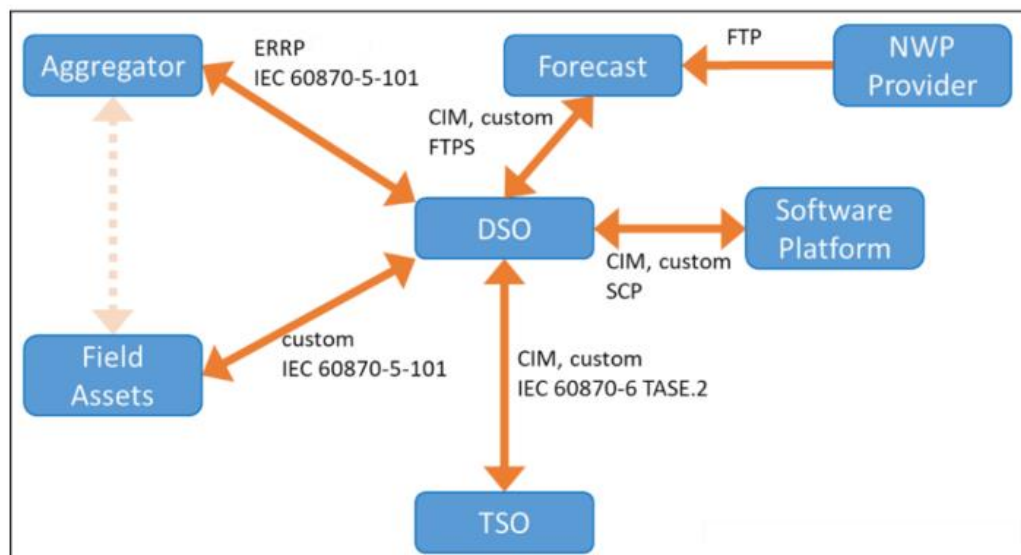 Aggregator
ERRP
IEC 60870-5-101
Forecast
FTP
NWP
Provider
CIM, custom
FTPS
DSO
Software
Platform
CIM, custom
SCP
Field
Assets
custom
IEC 60870-5-101
CIM, custom
IEC 60870-6 TASE.2
TSO